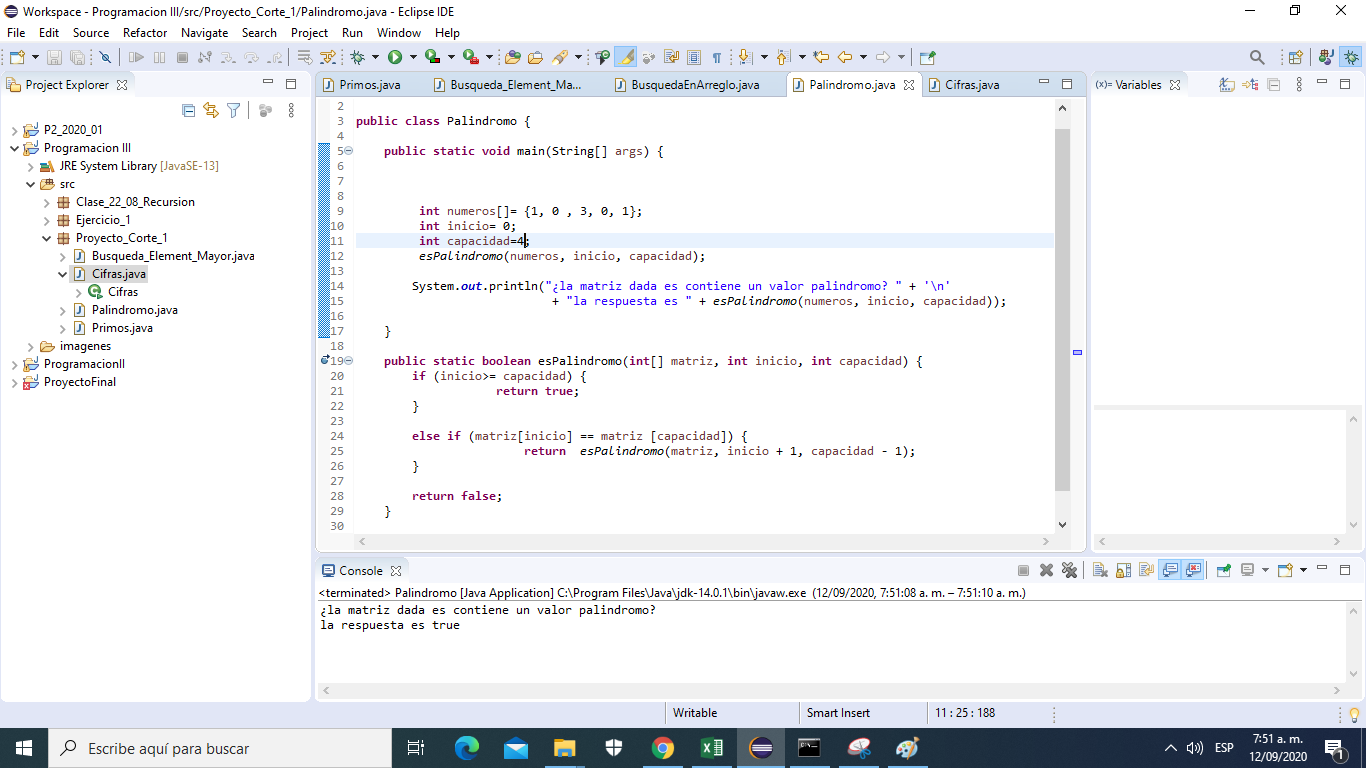 Workspace - Programacion III/src/Proyecto_Corte_1/Palindromo.java - Eclipse IDE
File Edit Source Refactor Navigate Search Project Run Window Help
Project Explorer
P2_2020_01
Programacion III
JRE System Library [JavaSE-13]
src
Clase_22_08_Recursion
Ejercicio_1
Proyecto_Corte_1
Busqueda_Element_Mayor.java
Cifras.java
Cifras
Palindromo.java
Primos.java
imagenes
ProgramacionII
ProyectoFinal
Primos.java Busqueda_Element_Ma... BusquedaEnArreglo.java Palindromo.java Cifras.java
2
3 public class Palindromo {
4
5 public static void main(String[] args) {
6
7
8
9 int numeros[]= {1, 0 , 3, 0, 1};
10 int inicio= 0;
11 int capacidad=4;
12 esPalindromo(numeros, inicio, capacidad);
13
14 System.out.println("¿la matriz dada es contiene un valor palindromo? " + '\n'
15 + "la respuesta es " + esPalindromo(numeros, inicio, capacidad));
16
17 }
18
19 public static boolean esPalindromo(int[] matriz, int inicio, int capacidad) {
20 if (inicio>= capacidad) {
21 return true;
22 }
23
24 else if (matriz[inicio] == matriz [capacidad]) {
25 return esPalindromo(matriz, inicio + 1, capacidad - 1);
26 }
27
28 return false;
29 }
30
(x)= Variables
Console
<terminated> Palindromo [Java Application] C:\Program Files\Java\jdk-14.0.1\bin\javaw.exe (12/09/2020, 7:51:08 a. m. – 7:51:10 a. m.)
¿la matriz dada es contiene un valor palindromo?
la respuesta es true
Writable Smart Insert 11 : 25 : 188
Escribe aquí para buscar
ESP
7:51 a. m.
12/09/2020
1